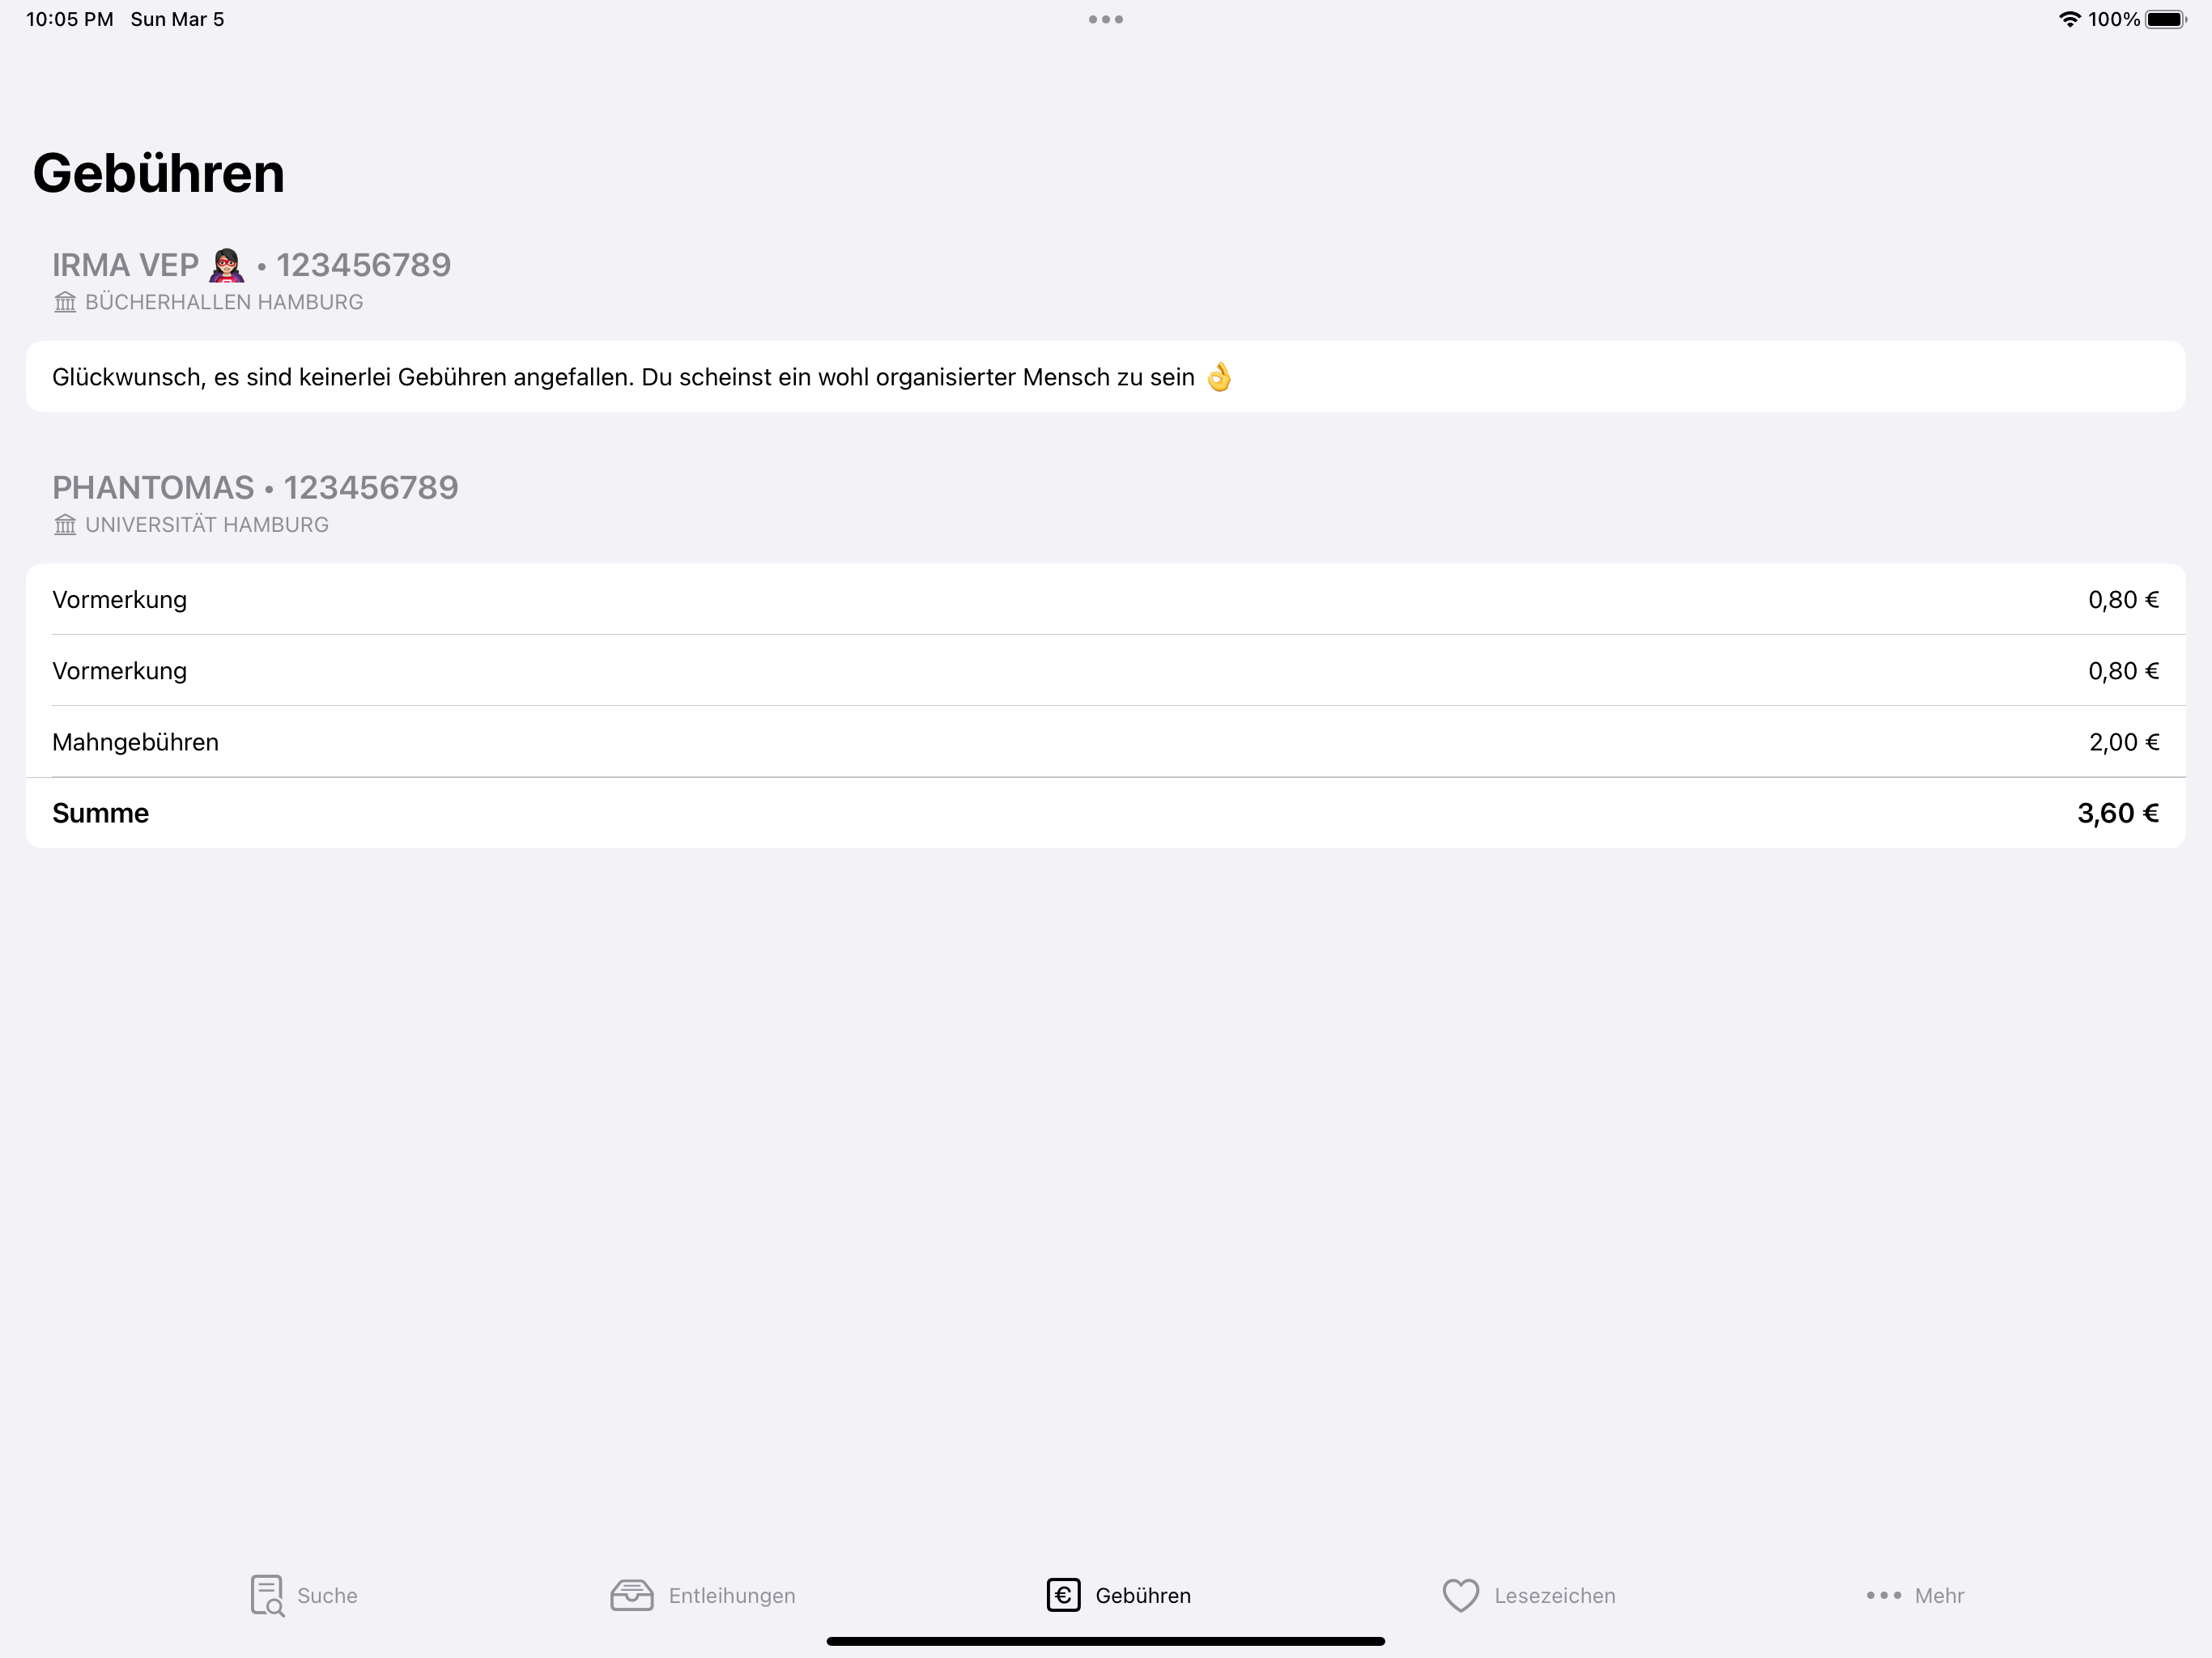 10:05 PM Sun Mar 5
100%
Gebühren
IRMA VEP 🦹🏻‍♀️ • 123456789
BÜCHERHALLEN HAMBURG
Glückwunsch, es sind keinerlei Gebühren angefallen. Du scheinst ein wohl organisierter Mensch zu sein 👌
PHANTOMAS • 123456789
UNIVERSITÄT HAMBURG
Vormerkung 0,80 €
Vormerkung 0,80 €
Mahngebühren 2,00 €
Summe 3,60 €
Suche Entleihungen € Gebühren Lesezeichen Mehr